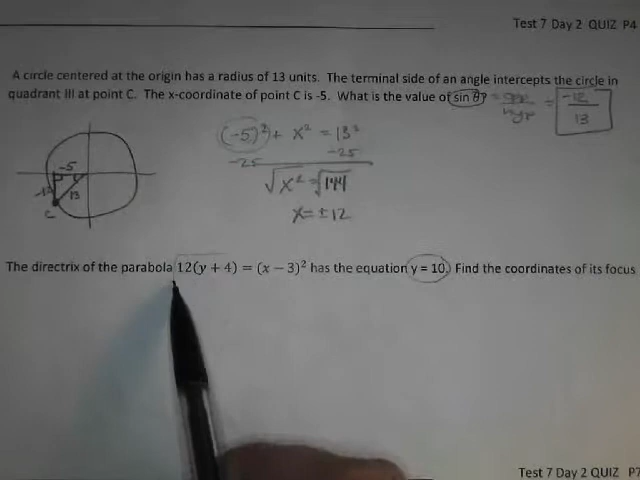 Test 7 Day 2 QUIZ P4
A circle centered at the origin has a radius of 13 units. The terminal side of an angle intercepts the circle in
quadrant III at point C. The x-coordinate of point C is -5. What is the value of sin θ? = opp/hyp = -12/13
(-5)² + x² = 13²
-25 -25
√x² = √144
x = ±12
-5
-12
13
C
The directrix of the parabola 12(y + 4) = (x − 3)² has the equation y = 10. Find the coordinates of its focus
Test 7 Day 2 QUIZ P7